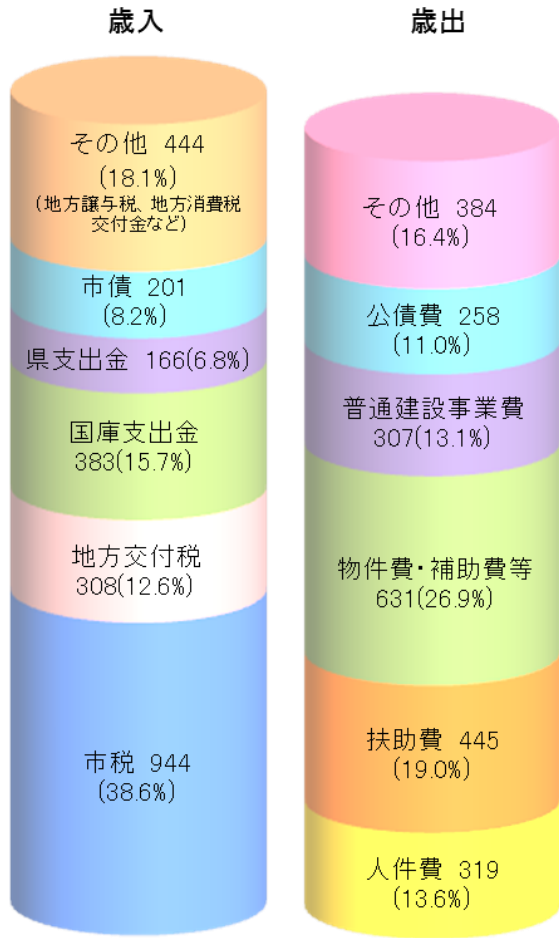 歳入
その他 444
(18.1%)
(地方譲与税、地方消費税
交付金など)
市債 201
(8.2%)
県支出金 166(6.8%)
国庫支出金
383(15.7%)
地方交付税
308(12.6%)
市税 944
(38.6%)
歳出
その他 384
(16.4%)
公債費 258
(11.0%)
普通建設事業費
307(13.1%)
物件費・補助費等
631(26.9%)
扶助費 445
(19.0%)
人件費 319
(13.6%)